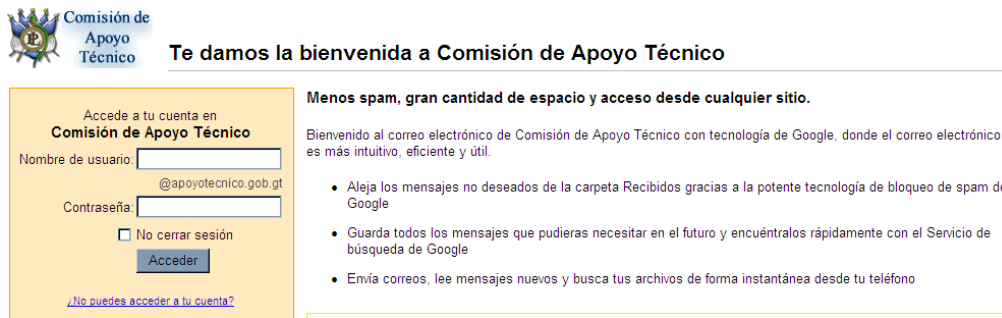 Comisión de
Apoyo
Técnico
Te damos la bienvenida a Comisión de Apoyo Técnico
Accede a tu cuenta en
Comisión de Apoyo Técnico
Nombre de usuario:
@apoyotecnico.gob.gt
Contraseña:
No cerrar sesión
Acceder
¿No puedes acceder a tu cuenta?
Menos spam, gran cantidad de espacio y acceso desde cualquier sitio.
Bienvenido al correo electrónico de Comisión de Apoyo Técnico con tecnología de Google, donde el correo electrónico
es más intuitivo, eficiente y útil.
• Aleja los mensajes no deseados de la carpeta Recibidos gracias a la potente tecnología de bloqueo de spam de
Google
• Guarda todos los mensajes que pudieras necesitar en el futuro y encuéntralos rápidamente con el Servicio de
búsqueda de Google
• Envía correos, lee mensajes nuevos y busca tus archivos de forma instantánea desde tu teléfono